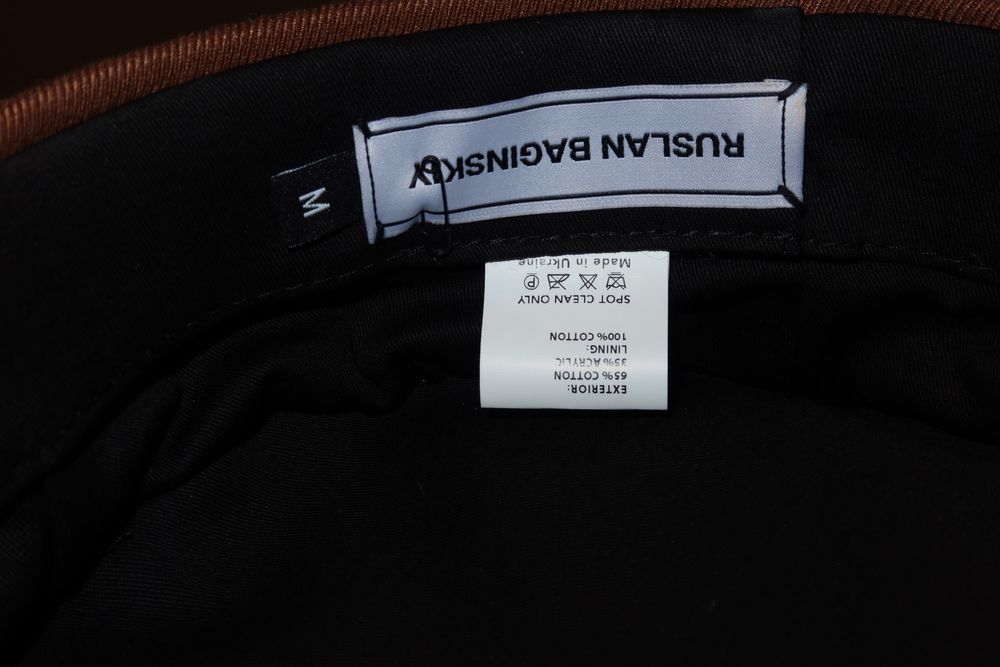 RUSLAN BAGINSKIY
M
EXTERIOR:
65% COTTON
35% ACRYLIC
LINING:
100% COTTON
SPOT CLEAN ONLY
P
Made in Ukraine